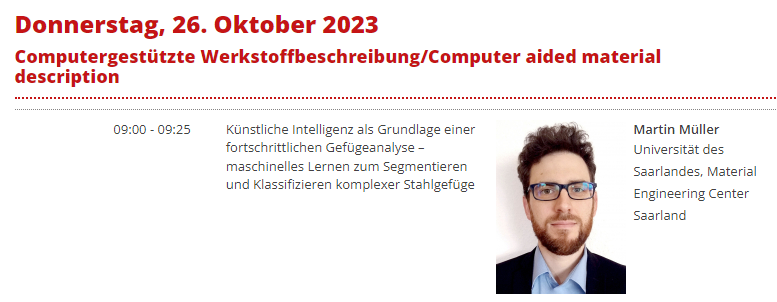 Donnerstag, 26. Oktober 2023
Computergestützte Werkstoffbeschreibung/Computer aided material
description
09:00 - 09:25
Künstliche Intelligenz als Grundlage einer
fortschrittlichen Gefügeanalyse –
maschinelles Lernen zum Segmentieren
und Klassifizieren komplexer Stahlgefüge
Martin Müller
Universität des
Saarlandes, Material
Engineering Center
Saarland